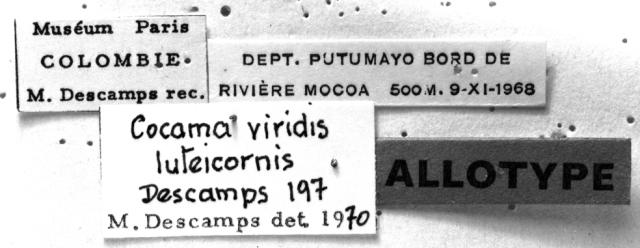 Muséum Paris
COLOMBIE
M. Descamps rec.
DEPT. PUTUMAYO BORD DE
RIVIÈRE MOCOA 500M. 9-XI-1968
Cocama viridis
luteicornis
Descamps 197
M. Descamps det. 1970
ALLOTYPE